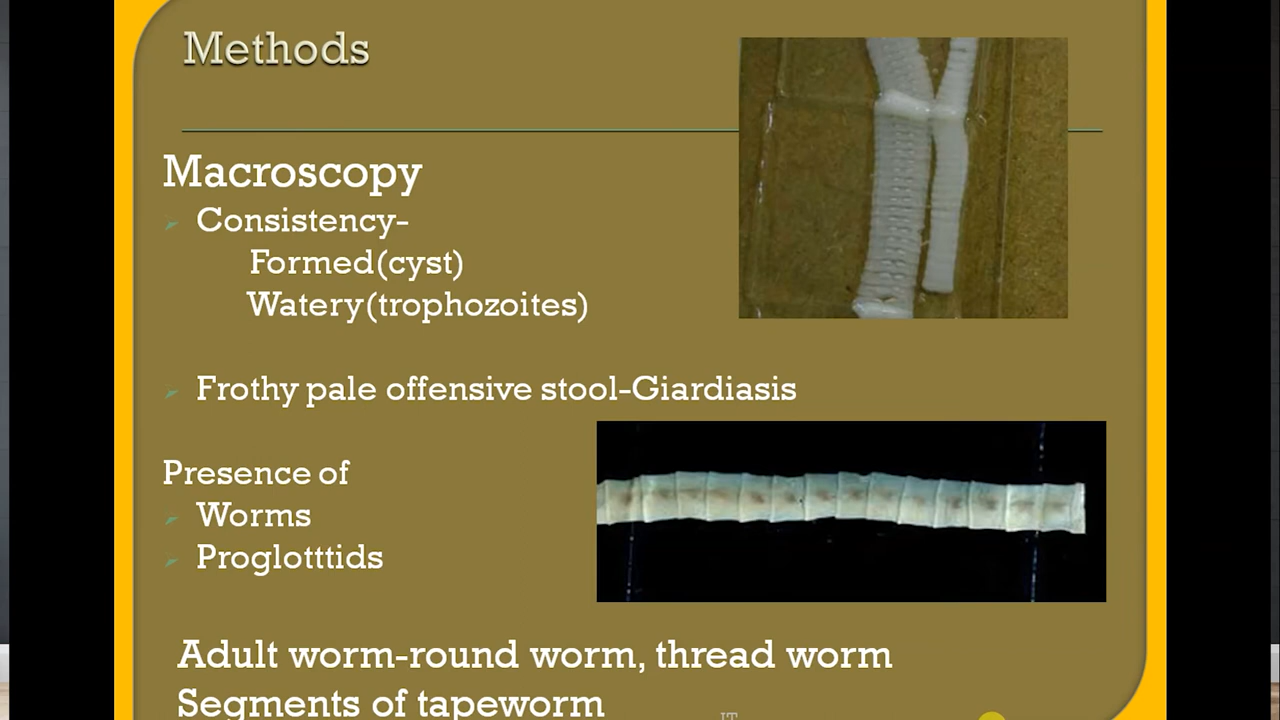 Methods
Macroscopy
Consistency-
Formed(cyst)
Watery(trophozoites)
Frothy pale offensive stool-Giardiasis
Presence of
Worms
Proglotttids
Adult worm-round worm, thread worm
Segments of tapeworm
IT